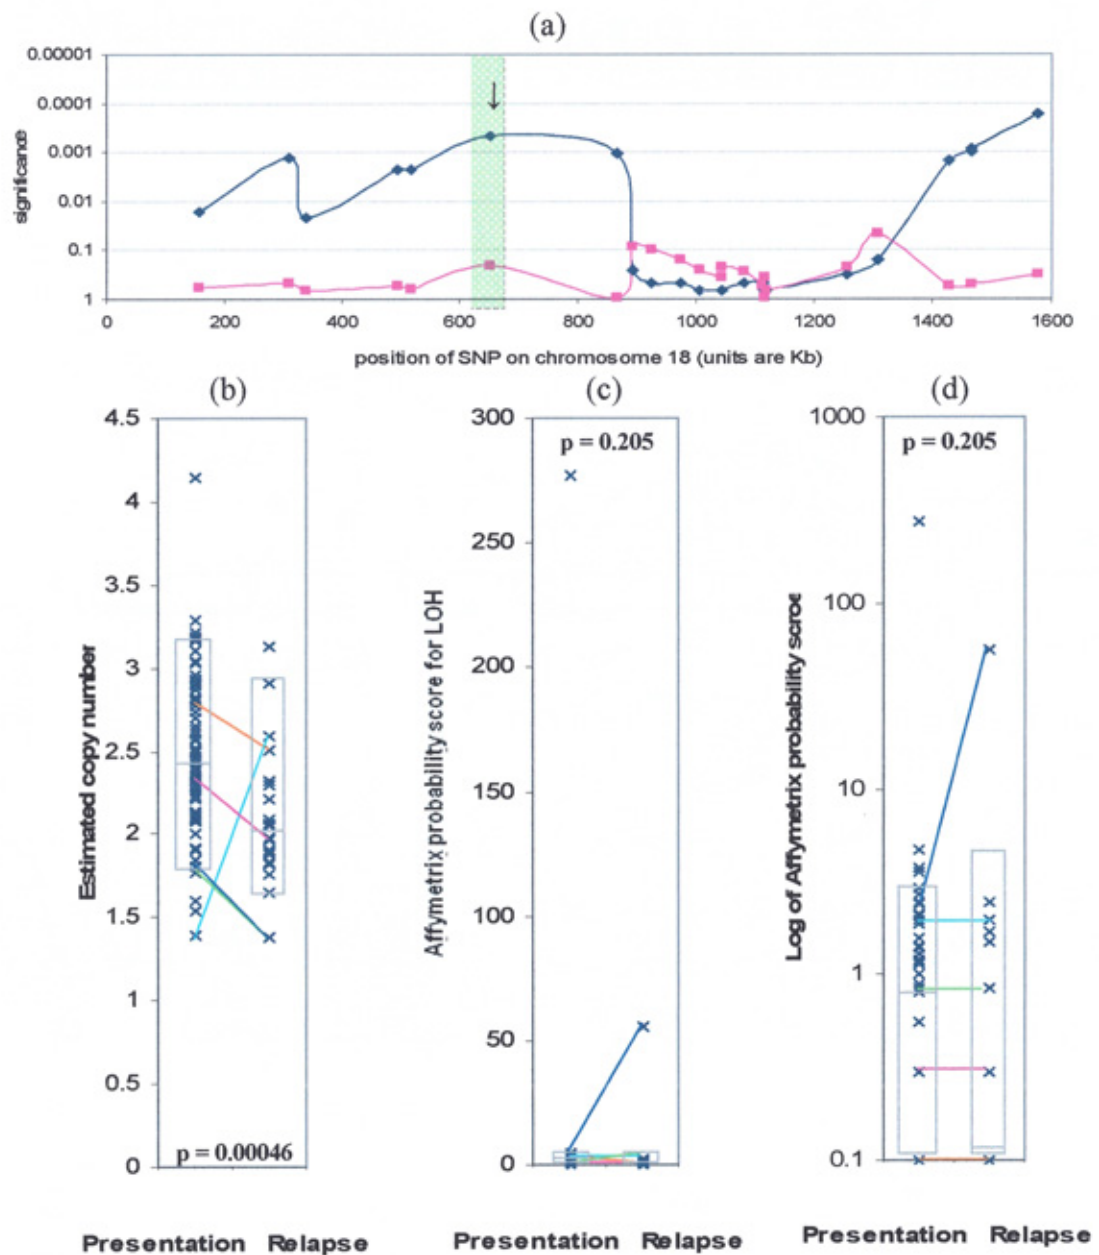 (a)
0.00001
0.0001
0.001
0.01
0.1
1
significance
0 200 400 600 800 1000 1200 1400 1600
position of SNP on chromosome 18 (units are Kb)
(b) (c) (d)
4.5
4
3.5
3
2.5
2
1.5
1
0.5
0
Estimated copy number
p = 0.00046
Presentation Relapse
300
250
200
150
100
50
0
Affymetrix probability score for LOH
p = 0.205
Presentation Relapse
1000
100
10
1
0.1
Log of Affymetrix probability scroe
p = 0.205
Presentation Relapse